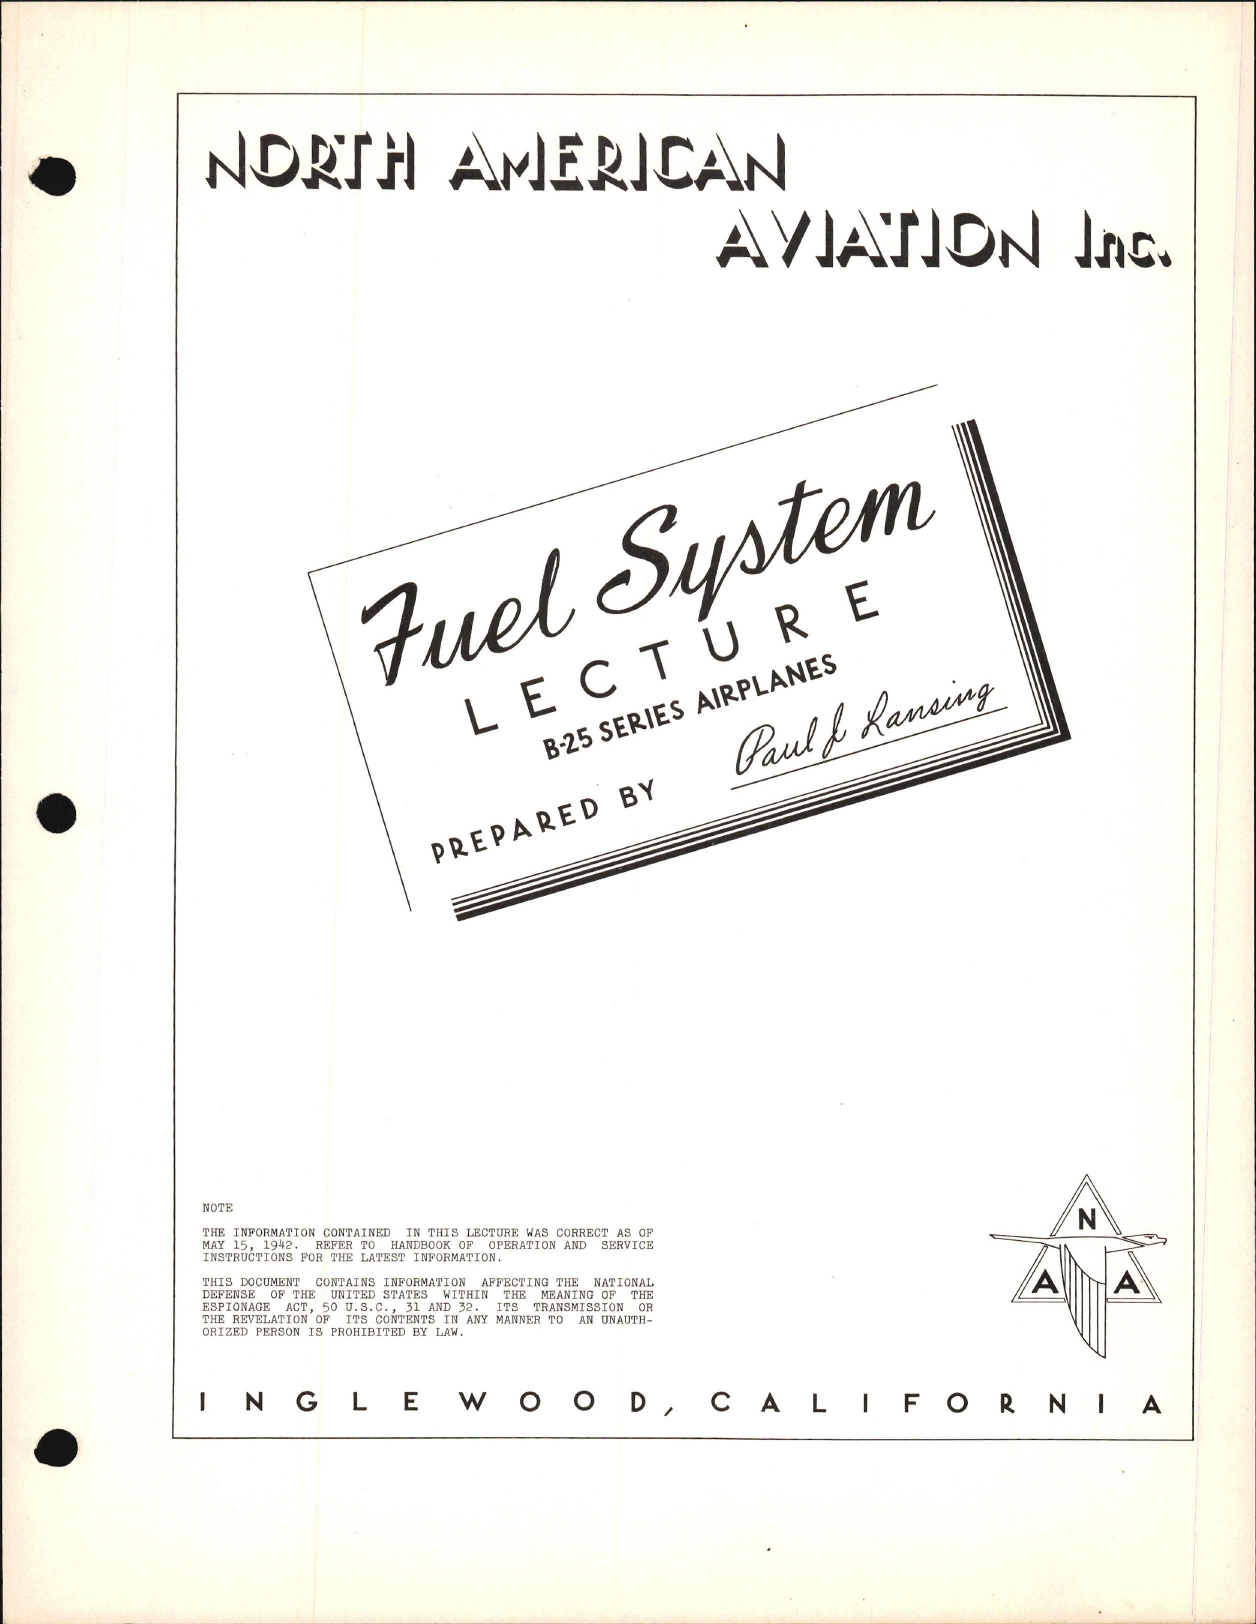 NORTH AMERICAN
AVIATION Inc.
Fuel System
LECTURE
B-25 SERIES AIRPLANES
PREPARED BY Paul J Lansing
NOTE
THE INFORMATION CONTAINED IN THIS LECTURE WAS CORRECT AS OF
MAY 15, 1942. REFER TO HANDBOOK OF OPERATION AND SERVICE
INSTRUCTIONS FOR THE LATEST INFORMATION.
THIS DOCUMENT CONTAINS INFORMATION AFFECTING THE NATIONAL
DEFENSE OF THE UNITED STATES WITHIN THE MEANING OF THE
ESPIONAGE ACT, 50 U.S.C., 31 AND 32. ITS TRANSMISSION OR
THE REVELATION OF ITS CONTENTS IN ANY MANNER TO AN UNAUTH-
ORIZED PERSON IS PROHIBITED BY LAW.
N
A A
INGLEWOOD, CALIFORNIA